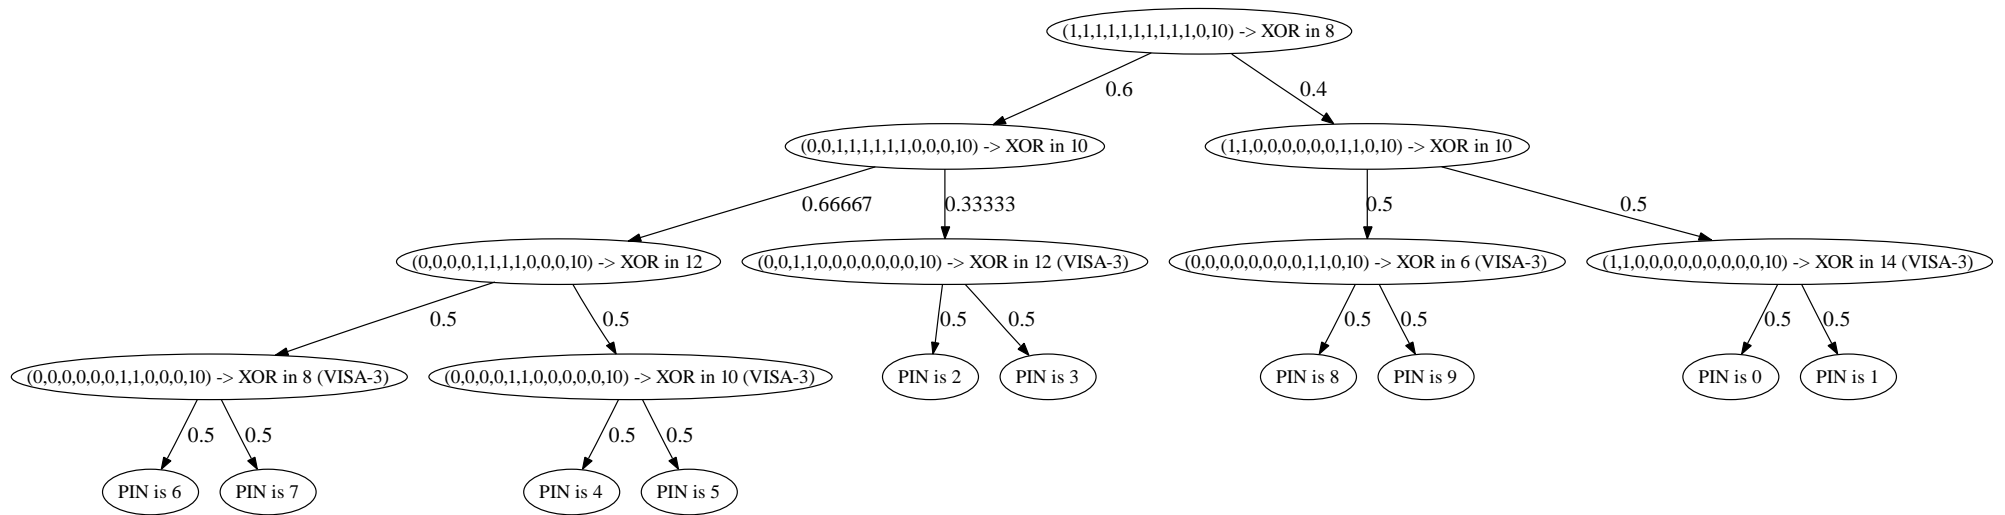 (1,1,1,1,1,1,1,1,1,1,0,10) -> XOR in 8
0.6
0.4
(0,0,1,1,1,1,1,1,0,0,0,10) -> XOR in 10
(1,1,0,0,0,0,0,0,1,1,0,10) -> XOR in 10
0.66667
0.33333
0.5
0.5
(0,0,0,0,1,1,1,1,0,0,0,10) -> XOR in 12
(0,0,1,1,0,0,0,0,0,0,0,10) -> XOR in 12 (VISA-3)
(0,0,0,0,0,0,0,0,1,1,0,10) -> XOR in 6 (VISA-3)
(1,1,0,0,0,0,0,0,0,0,0,10) -> XOR in 14 (VISA-3)
0.5
0.5
0.5
0.5
0.5
0.5
0.5
0.5
(0,0,0,0,0,0,1,1,0,0,0,10) -> XOR in 8 (VISA-3)
(0,0,0,0,1,1,0,0,0,0,0,10) -> XOR in 10 (VISA-3)
PIN is 2
PIN is 3
PIN is 8
PIN is 9
PIN is 0
PIN is 1
0.5
0.5
0.5
0.5
PIN is 6
PIN is 7
PIN is 4
PIN is 5